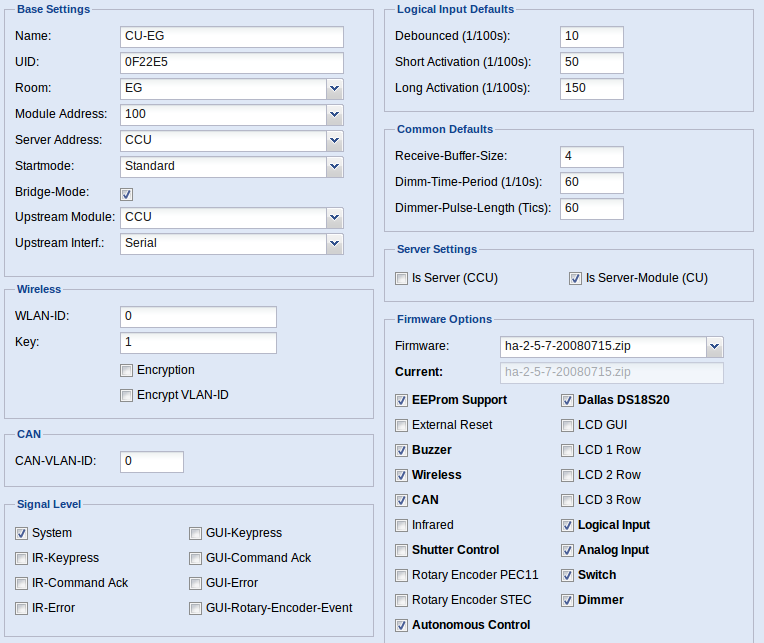 Base Settings
Name: CU-EG
UID: 0F22E5
Room: EG
Module Address: 100
Server Address: CCU
Startmode: Standard
Bridge-Mode:
Upstream Module: CCU
Upstream Interf.: Serial
Wireless
WLAN-ID: 0
Key: 1
Encryption
Encrypt VLAN-ID
CAN
CAN-VLAN-ID: 0
Signal Level
System GUI-Keypress
IR-Keypress GUI-Command Ack
IR-Command Ack GUI-Error
IR-Error GUI-Rotary-Encoder-Event
Logical Input Defaults
Debounced (1/100s): 10
Short Activation (1/100s): 50
Long Activation (1/100s): 150
Common Defaults
Receive-Buffer-Size: 4
Dimm-Time-Period (1/10s): 60
Dimmer-Pulse-Length (Tics): 60
Server Settings
Is Server (CCU) Is Server-Module (CU)
Firmware Options
Firmware: ha-2-5-7-20080715.zip
Current: ha-2-5-7-20080715.zip
EEProm Support Dallas DS18S20
External Reset LCD GUI
Buzzer LCD 1 Row
Wireless LCD 2 Row
CAN LCD 3 Row
Infrared Logical Input
Shutter Control Analog Input
Rotary Encoder PEC11 Switch
Rotary Encoder STEC Dimmer
Autonomous Control